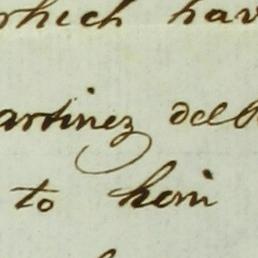 which hav
artinez del
to him